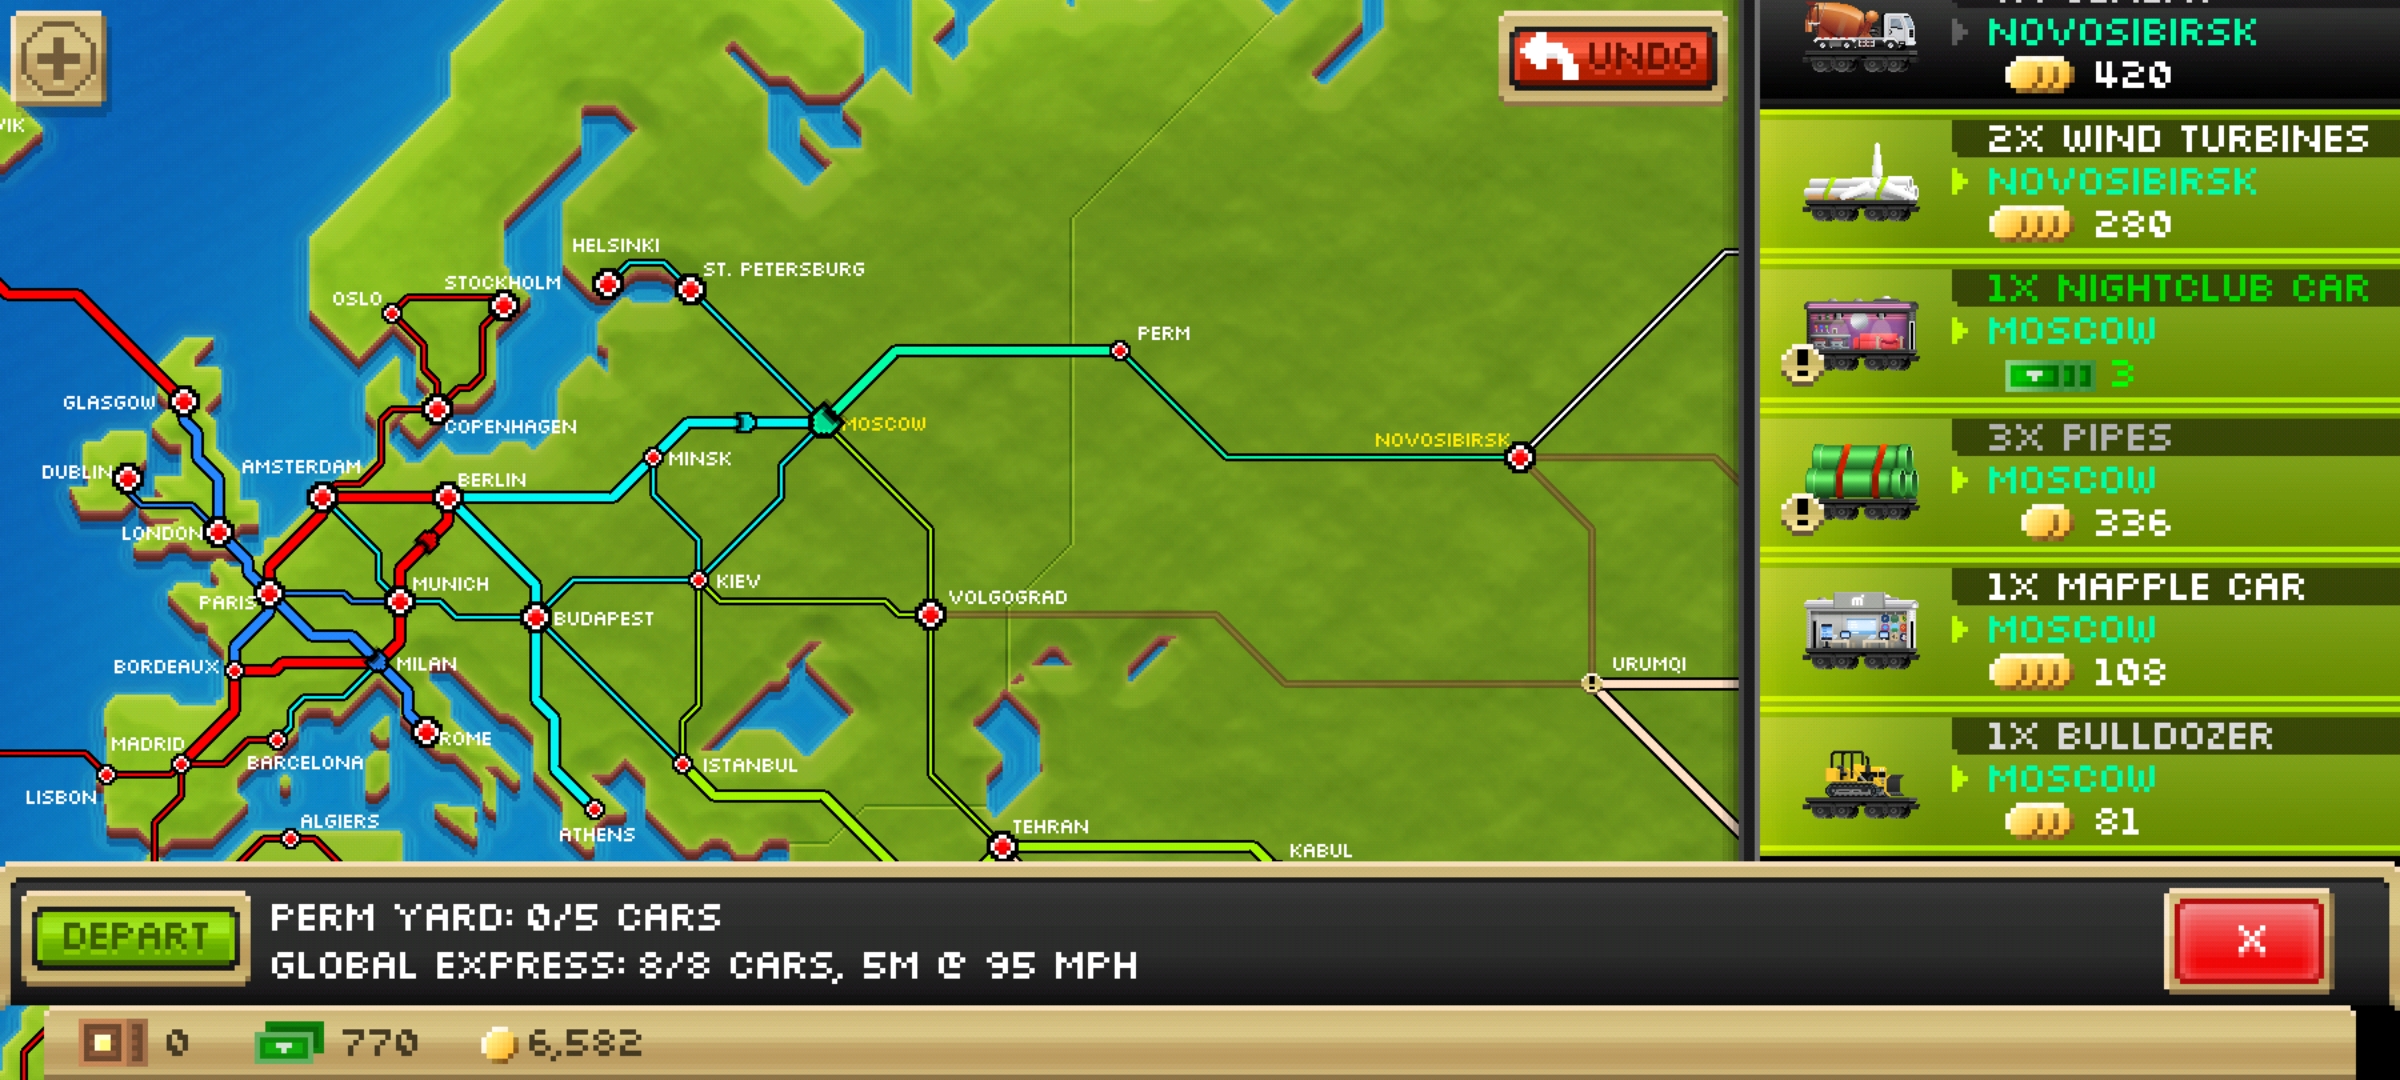 UNDO
NOVOSIBIRSK
420
2X WIND TURBINES
NOVOSIBIRSK
280
1X NIGHTCLUB CAR
MOSCOW
3
3X PIPES
MOSCOW
336
1X MAPPLE CAR
MOSCOW
108
1X BULLDOZER
MOSCOW
81
VIK
HELSINKI
ST. PETERSBURG
STOCKHOLM
OSLO
PERM
GLASGOW
COPENHAGEN
MOSCOW
NOVOSIBIRSK
MINSK
DUBLIN
AMSTERDAM
BERLIN
LONDON
MUNICH
KIEV
PARIS
VOLGOGRAD
BUDAPEST
BORDEAUX
MILAN
URUMQI
ROME
MADRID
BARCELONA
ISTANBUL
LISBON
ALGIERS
ATHENS
TEHRAN
KABUL
DEPART
PERM YARD: 0/5 CARS
GLOBAL EXPRESS: 8/8 CARS, 5M @ 95 MPH
X
0
770
6,582